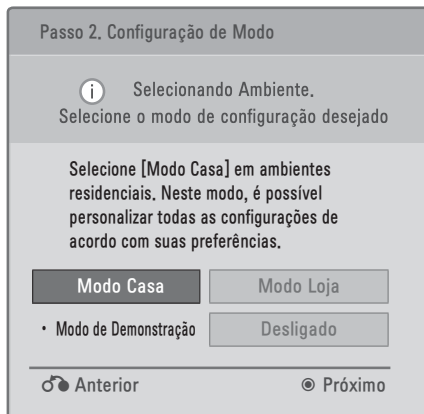 Passo 2. Configuração de Modo
i Selecionando Ambiente.
Selecione o modo de configuração desejado
Selecione [Modo Casa] em ambientes
residenciais. Neste modo, é possível
personalizar todas as configurações de
acordo com suas preferências.
Modo Casa Modo Loja
• Modo de Demonstração Desligado
Anterior Próximo